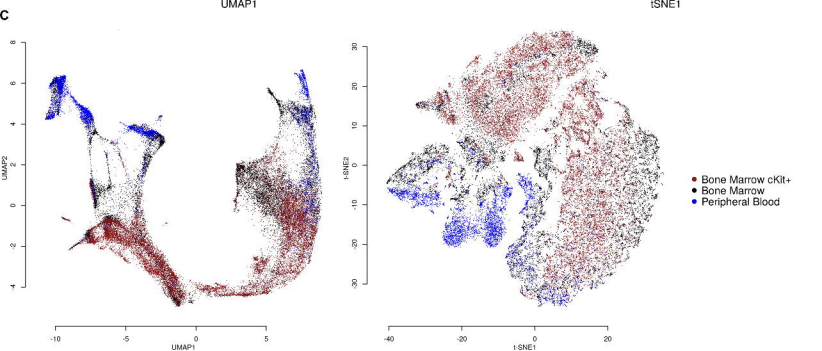 UMAP1
tSNE1
C
8
6
4
2
0
-2
-4
UMAP2
-10
-5
0
5
UMAP1
30
20
10
0
-10
-20
-30
t-SNE2
-40
-20
0
20
t-SNE1
Bone Marrow cKit+
Bone Marrow
Peripheral Blood